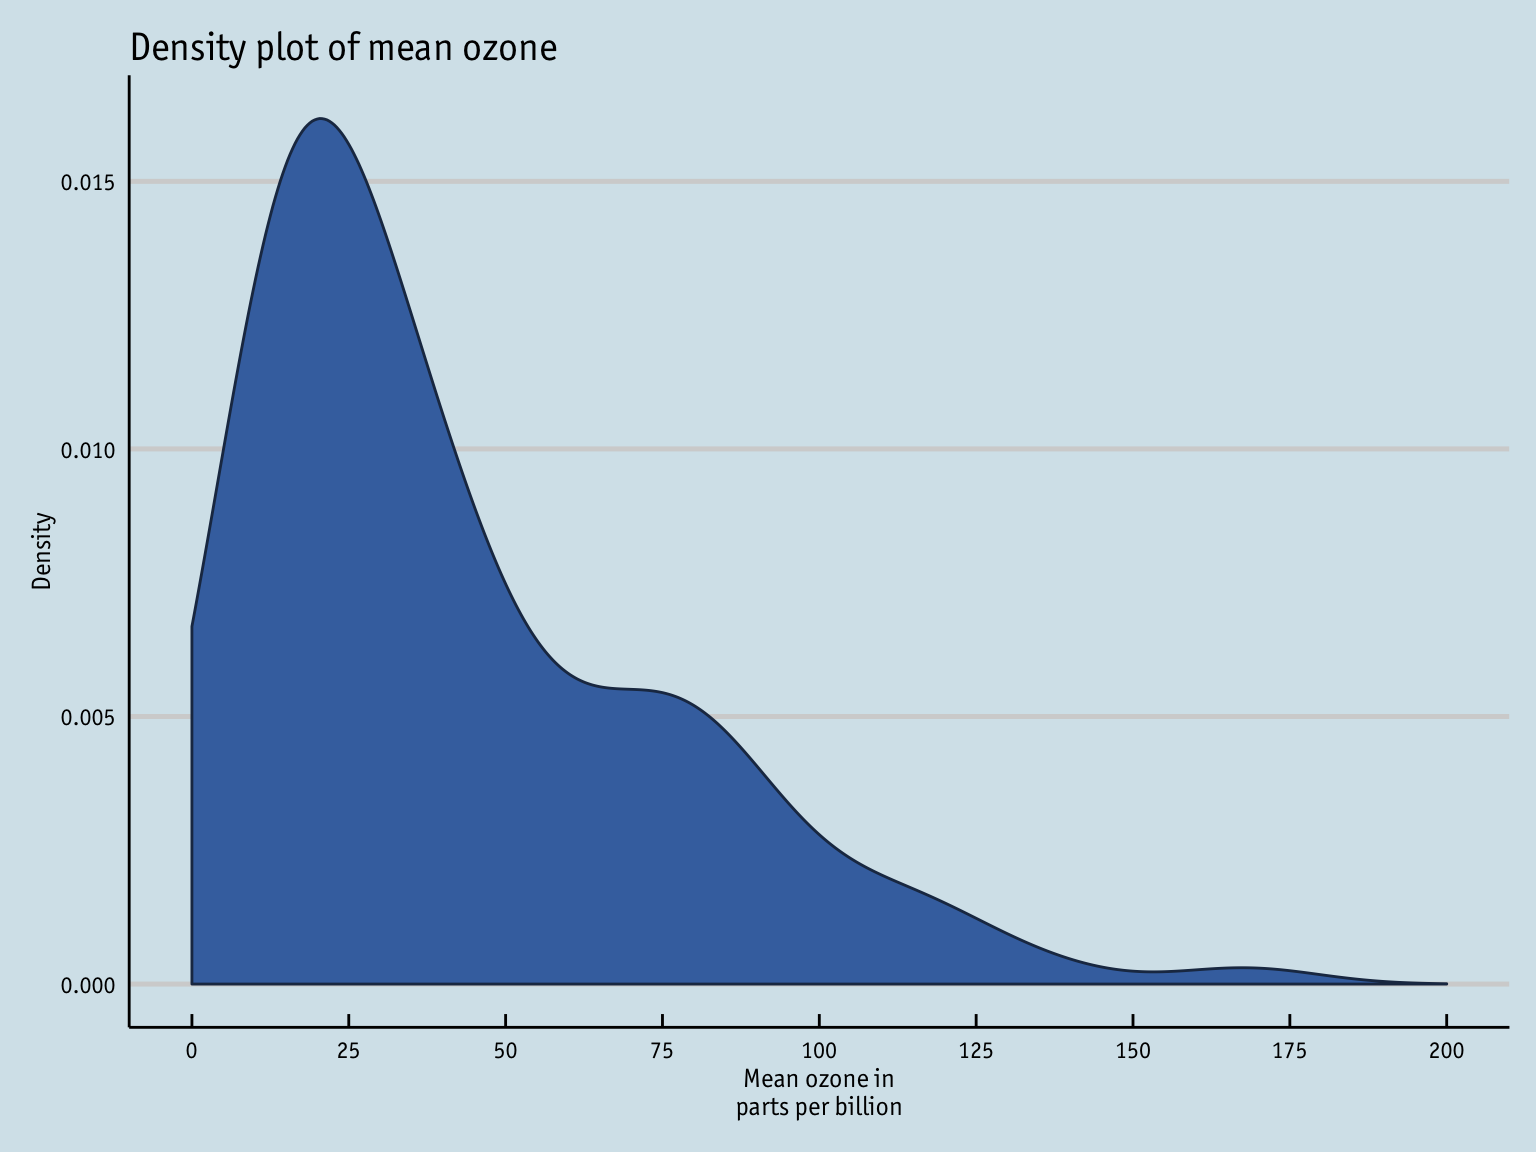 Density plot of mean ozone
0.015
0.010
0.005
0.000
Density
0 25 50 75 100 125 150 175 200
Mean ozone in
parts per billion